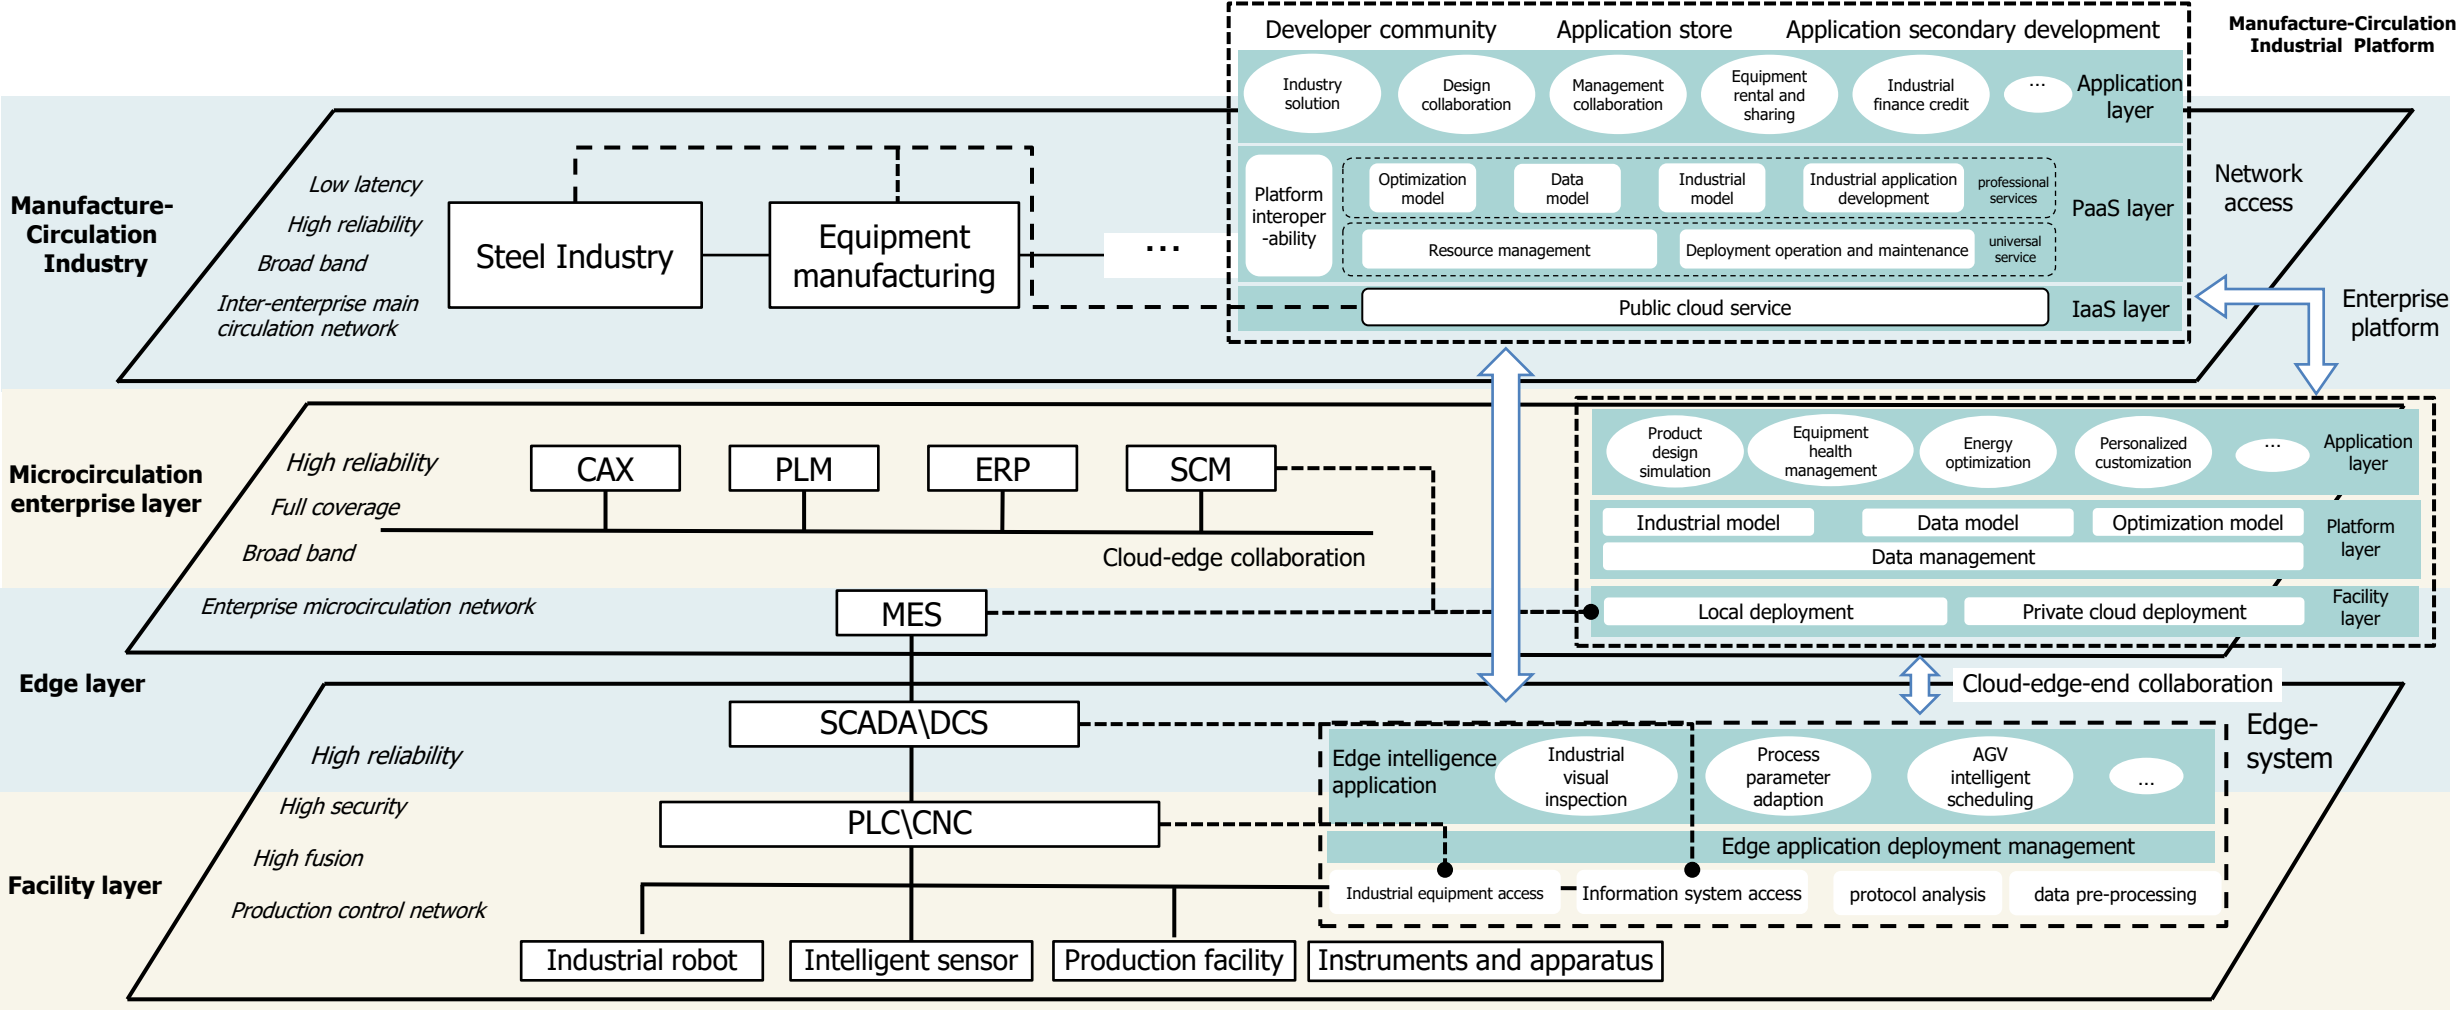 Developer community
Application store
Application secondary development
Manufacture-Circulation
Industrial Platform
Industry
solution
Design
collaboration
Management
collaboration
Equipment
rental and
sharing
Industrial
finance credit
...
Application
layer
Manufacture-
Circulation
Industry
Low latency
High reliability
Broad band
Inter-enterprise main
circulation network
Steel Industry
Equipment
manufacturing
...
Platform
interoper
-ability
Optimization
model
Data
model
Industrial
model
Industrial application
development
professional
services
Resource management
Deployment operation and maintenance
universal
service
PaaS layer
Public cloud service
IaaS layer
Network
access
Enterprise
platform
Microcirculation
enterprise layer
High reliability
Full coverage
Broad band
Enterprise microcirculation network
CAX
PLM
ERP
SCM
Cloud-edge collaboration
MES
Product
design
simulation
Equipment
health
management
Energy
optimization
Personalized
customization
...
Application
layer
Industrial model
Data model
Optimization model
Data management
Platform
layer
Local deployment
Private cloud deployment
Facility
layer
Edge layer
Cloud-edge-end collaboration
SCADA\DCS
High reliability
High security
High fusion
Production control network
Edge intelligence
application
Industrial
visual
inspection
Process
parameter
adaption
AGV
intelligent
scheduling
...
Edge-
system
PLC\CNC
Edge application deployment management
Facility layer
Industrial equipment access
Information system access
protocol analysis
data pre-processing
Industrial robot
Intelligent sensor
Production facility
Instruments and apparatus